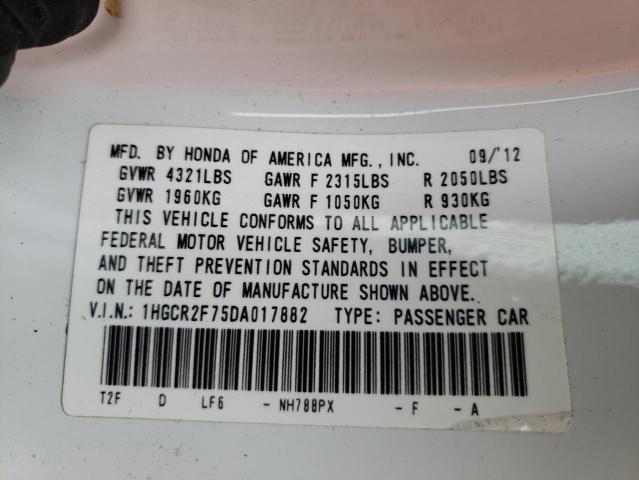 MFD. BY HONDA OF AMERICA MFG., INC. 09/'12
GVWR 4321LBS GAWR F 2315LBS R 2050LBS
GVWR 1960KG GAWR F 1050KG R 930KG
THIS VEHICLE CONFORMS TO ALL APPLICABLE
FEDERAL MOTOR VEHICLE SAFETY, BUMPER,
AND THEFT PREVENTION STANDARDS IN EFFECT
ON THE DATE OF MANUFACTURE SHOWN ABOVE.
V.I.N.: 1HGCR2F75DA017882 TYPE: PASSENGER CAR
T2F D LF6 - NH788PX - F - A